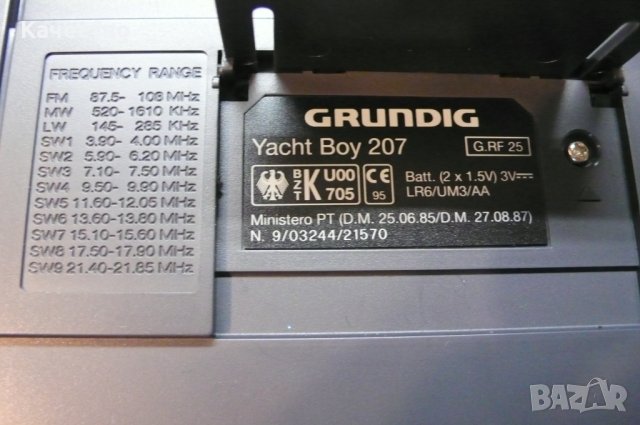 FREQUENCY RANGE
FM 87.5- 108 MHz
MW 520- 1610 KHz
LW 145- 285 KHz
SW1 3.90- 4.00 MHz
SW2 5.90- 6.20 MHz
SW3 7.10- 7.50 MHz
SW4 9.50- 9.90 MHz
SW5 11.60-12.05 MHz
SW6 13.60-13.80 MHz
SW7 15.10-15.60 MHz
SW8 17.50-17.90 MHz
SW9 21.40-21.85 MHz
GRUNDIG
Yacht Boy 207
G.RF 25
BZT K U00 705
CE 95
Batt. (2 x 1.5V) 3V
LR6/UM3/AA
Ministero PT (D.M. 25.06.85/D.M. 27.08.87)
N. 9/03244/21570
BAZAR